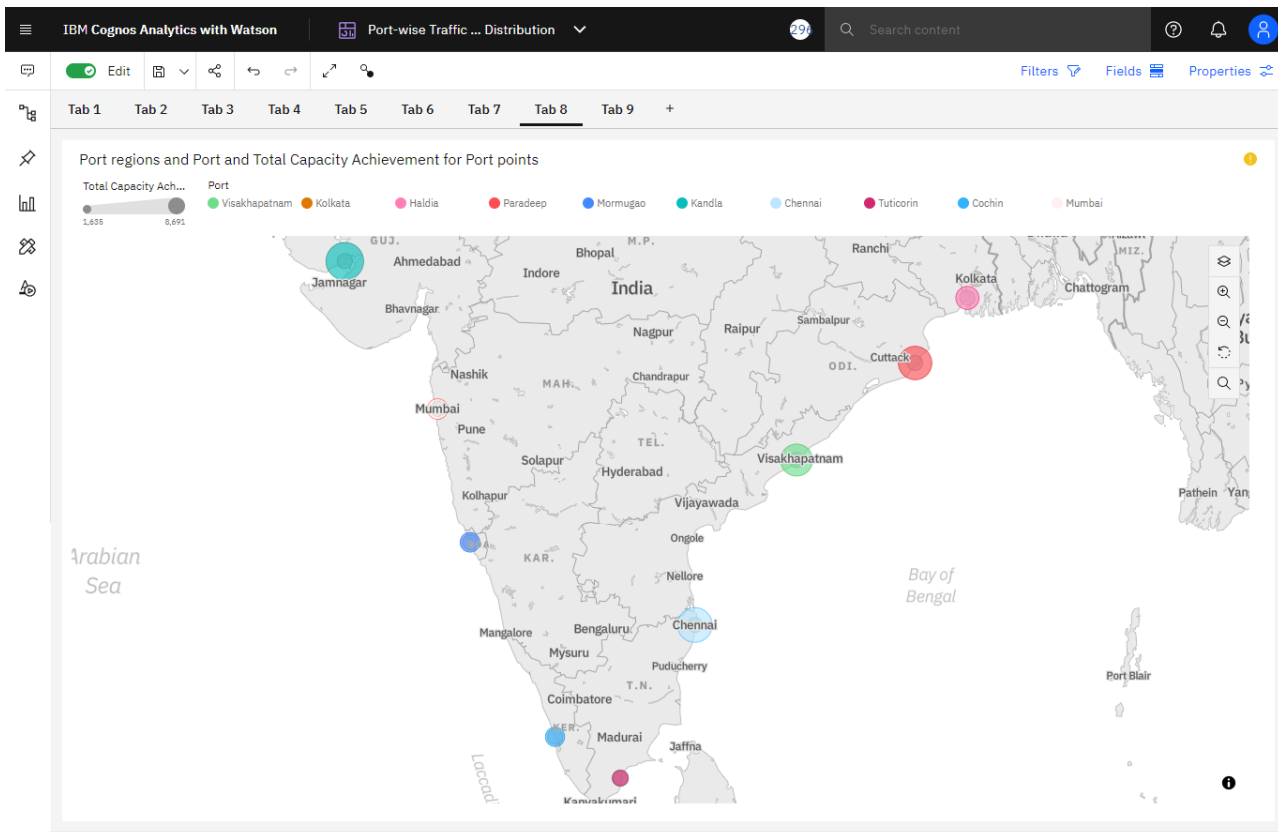 IBM Cognos Analytics with Watson
Port-wise Traffic ... Distribution
296
Search content
Edit
Filters
Fields
Properties
Tab 1
Tab 2
Tab 3
Tab 4
Tab 5
Tab 6
Tab 7
Tab 8
Tab 9
+
Port regions and Port and Total Capacity Achievement for Port points
Total Capacity Ach...
1,635
8,691
Port
Visakhapatnam
Kolkata
Haldia
Paradeep
Mormugao
Kandla
Chennai
Tuticorin
Cochin
Mumbai
GUJ.
M.P.
MIZ.
Ahmedabad
Bhopal
Ranchi
Indore
Jamnagar
India
Kolkata
Chattogram
Bhavnagar
Nagpur
Raipur
Sambalpur
Cuttack
ODI.
Nashik
MAH.
Chandrapur
Mumbai
Pune
TEL.
Solapur
Hyderabad
Visakhapatnam
Kolhapur
Vijayawada
Pathein
Yan
Ongole
KAR.
Arabian
Sea
Nellore
Bay of
Bengal
Mangalore
Bengaluru
Chennai
Mysuru
Puducherry
Port Blair
T.N.
Coimbatore
KER.
Madurai
Jaffna
Laccadi
Kanyakumari